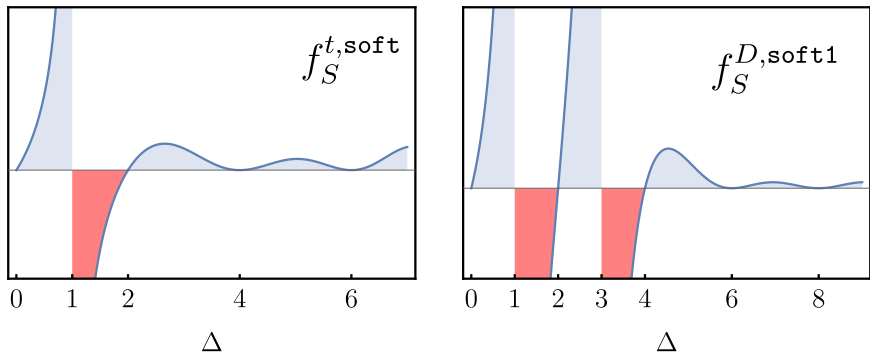 f_S^{t,soft}
0 1 2 4 6
Δ
f_S^{D,soft1}
0 1 2 3 4 6 8
Δ